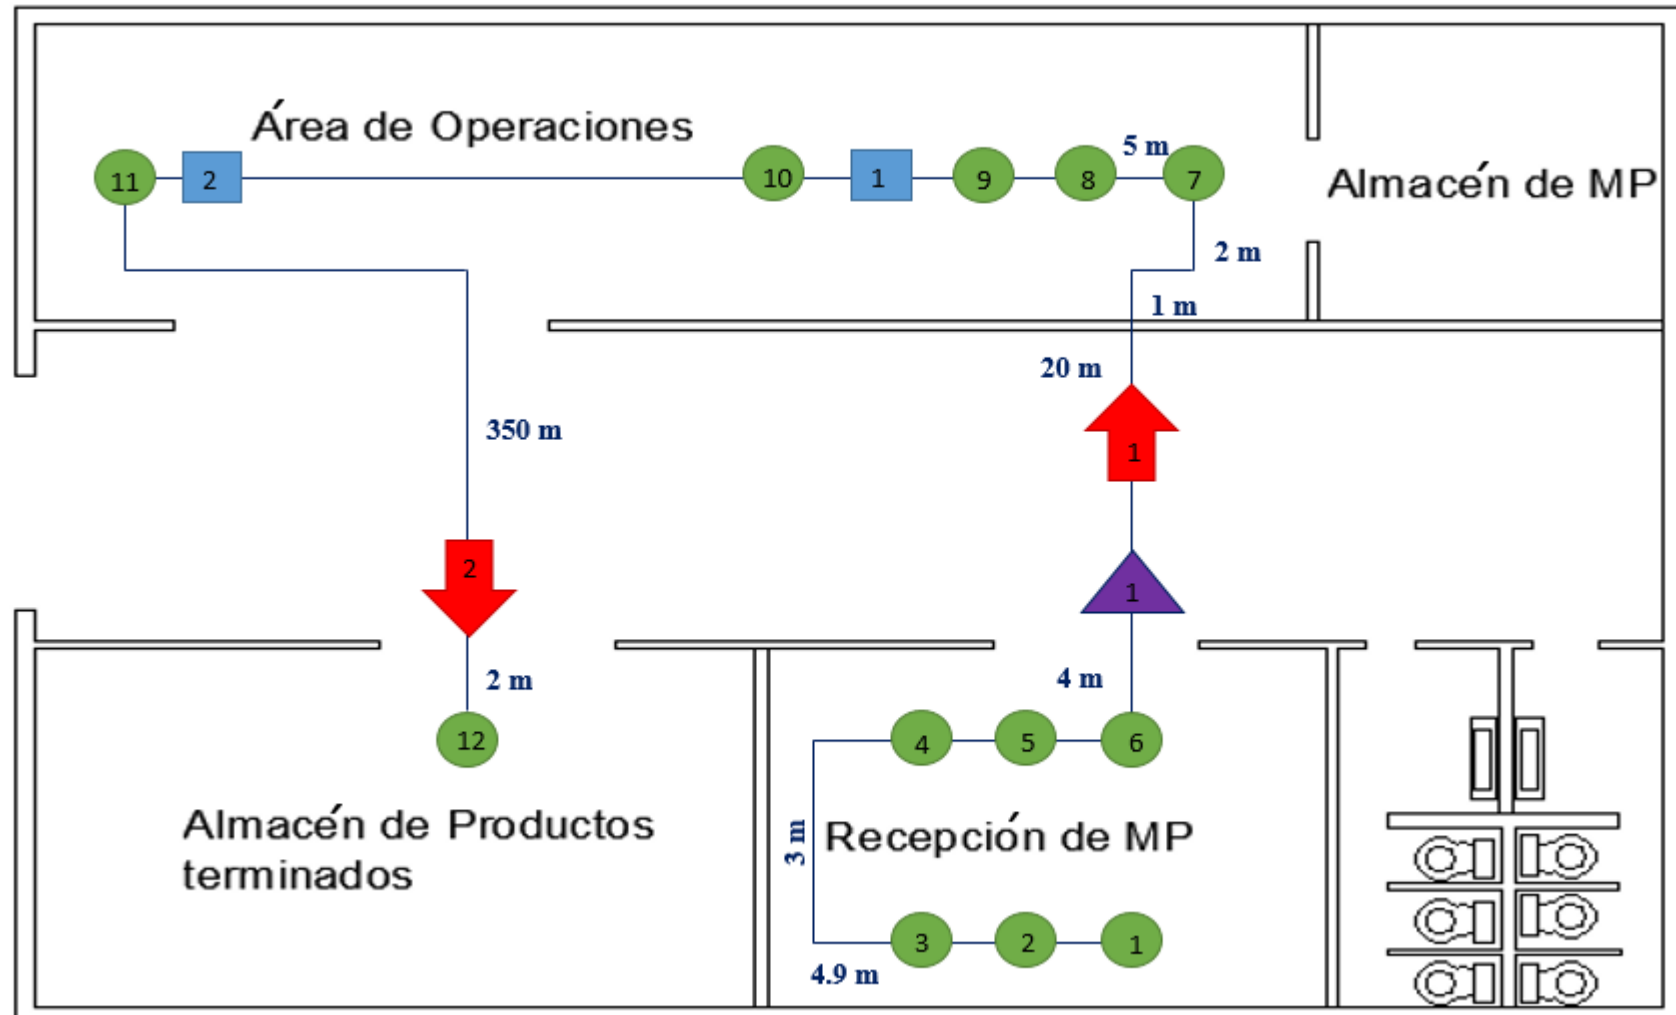 Área de Operaciones
11
2
10
1
9
8
5 m
7
Almacén de MP
2 m
1 m
20 m
1
350 m
2
1
2 m
4 m
12
4
5
6
Almacén de Productos
terminados
3 m
Recepción de MP
3
2
1
4.9 m